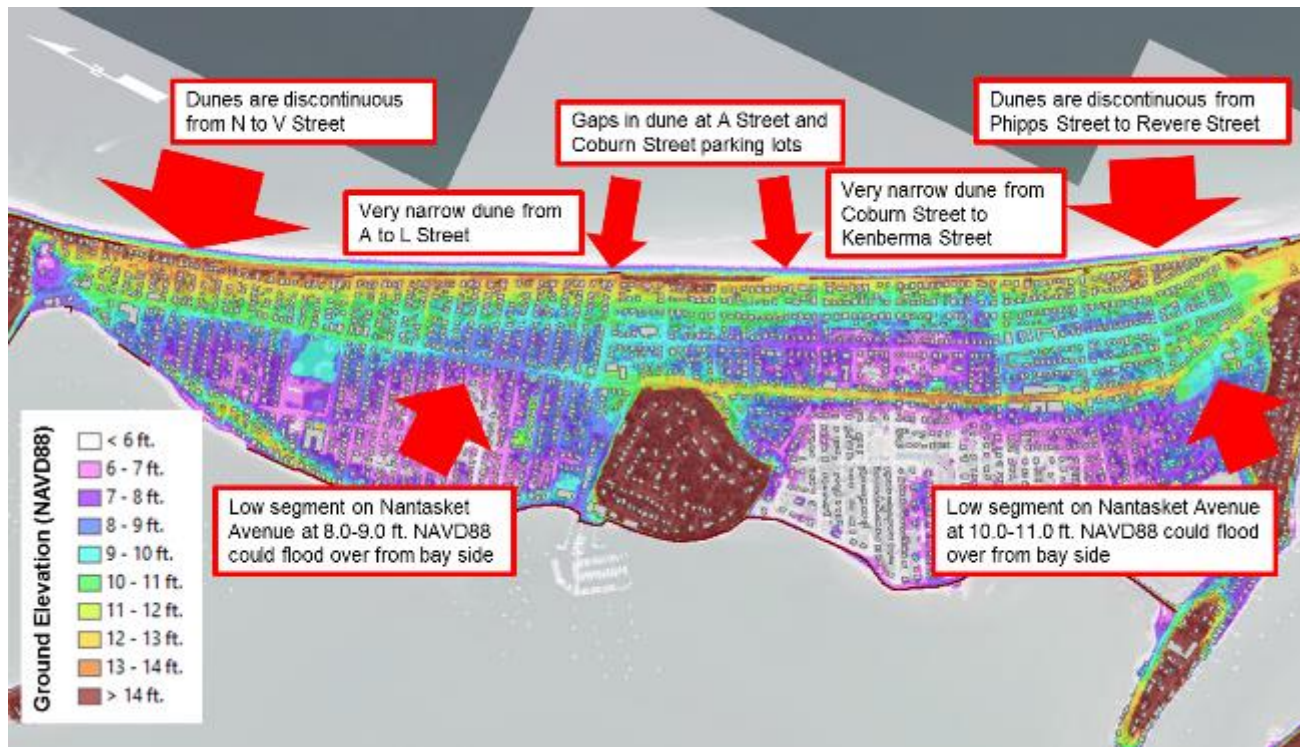 Dunes are discontinuous
from N to V Street
Gaps in dune at A Street and
Coburn Street parking lots
Dunes are discontinuous from
Phipps Street to Revere Street
Very narrow dune from
A to L Street
Very narrow dune from
Coburn Street to
Kenberma Street
Low segment on Nantasket
Avenue at 8.0-9.0 ft. NAVD88
could flood over from bay side
Low segment on Nantasket Avenue
at 10.0-11.0 ft. NAVD88 could flood
over from bay side
Ground Elevation (NAVD88)
< 6 ft.
6 - 7 ft.
7 - 8 ft.
8 - 9 ft.
9 - 10 ft.
10 - 11 ft.
11 - 12 ft.
12 - 13 ft.
13 - 14 ft.
> 14 ft.